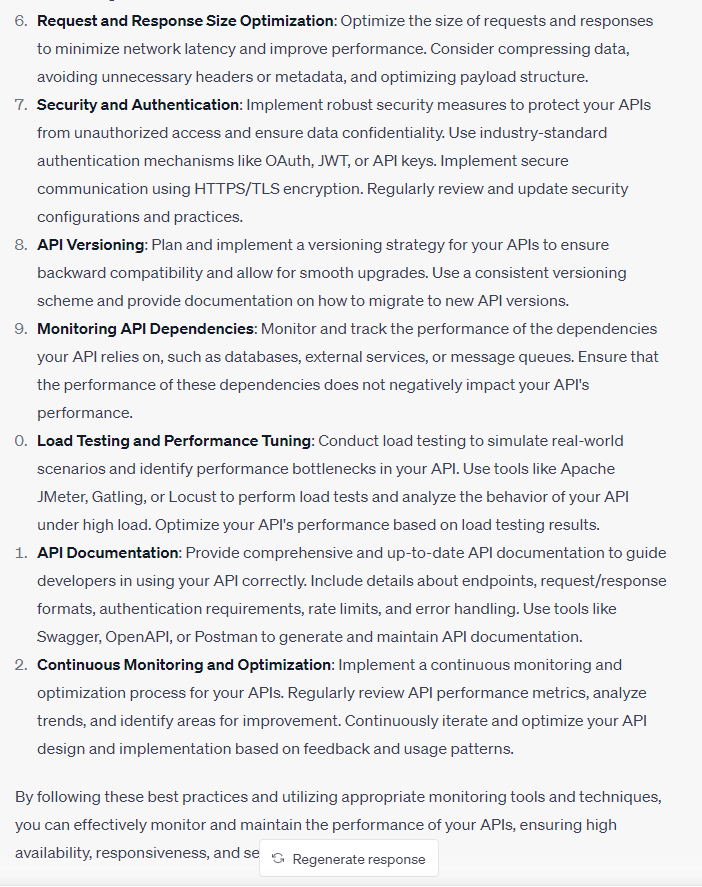 6. Request and Response Size Optimization: Optimize the size of requests and responses
to minimize network latency and improve performance. Consider compressing data,
avoiding unnecessary headers or metadata, and optimizing payload structure.
7. Security and Authentication: Implement robust security measures to protect your APIs
from unauthorized access and ensure data confidentiality. Use industry-standard
authentication mechanisms like OAuth, JWT, or API keys. Implement secure
communication using HTTPS/TLS encryption. Regularly review and update security
configurations and practices.
8. API Versioning: Plan and implement a versioning strategy for your APIs to ensure
backward compatibility and allow for smooth upgrades. Use a consistent versioning
scheme and provide documentation on how to migrate to new API versions.
9. Monitoring API Dependencies: Monitor and track the performance of the dependencies
your API relies on, such as databases, external services, or message queues. Ensure that
the performance of these dependencies does not negatively impact your API's
performance.
0. Load Testing and Performance Tuning: Conduct load testing to simulate real-world
scenarios and identify performance bottlenecks in your API. Use tools like Apache
JMeter, Gatling, or Locust to perform load tests and analyze the behavior of your API
under high load. Optimize your API's performance based on load testing results.
1. API Documentation: Provide comprehensive and up-to-date API documentation to guide
developers in using your API correctly. Include details about endpoints, request/response
formats, authentication requirements, rate limits, and error handling. Use tools like
Swagger, OpenAPI, or Postman to generate and maintain API documentation.
2. Continuous Monitoring and Optimization: Implement a continuous monitoring and
optimization process for your APIs. Regularly review API performance metrics, analyze
trends, and identify areas for improvement. Continuously iterate and optimize your API
design and implementation based on feedback and usage patterns.
By following these best practices and utilizing appropriate monitoring tools and techniques,
you can effectively monitor and maintain the performance of your APIs, ensuring high
availability, responsiveness, and se
Regenerate response